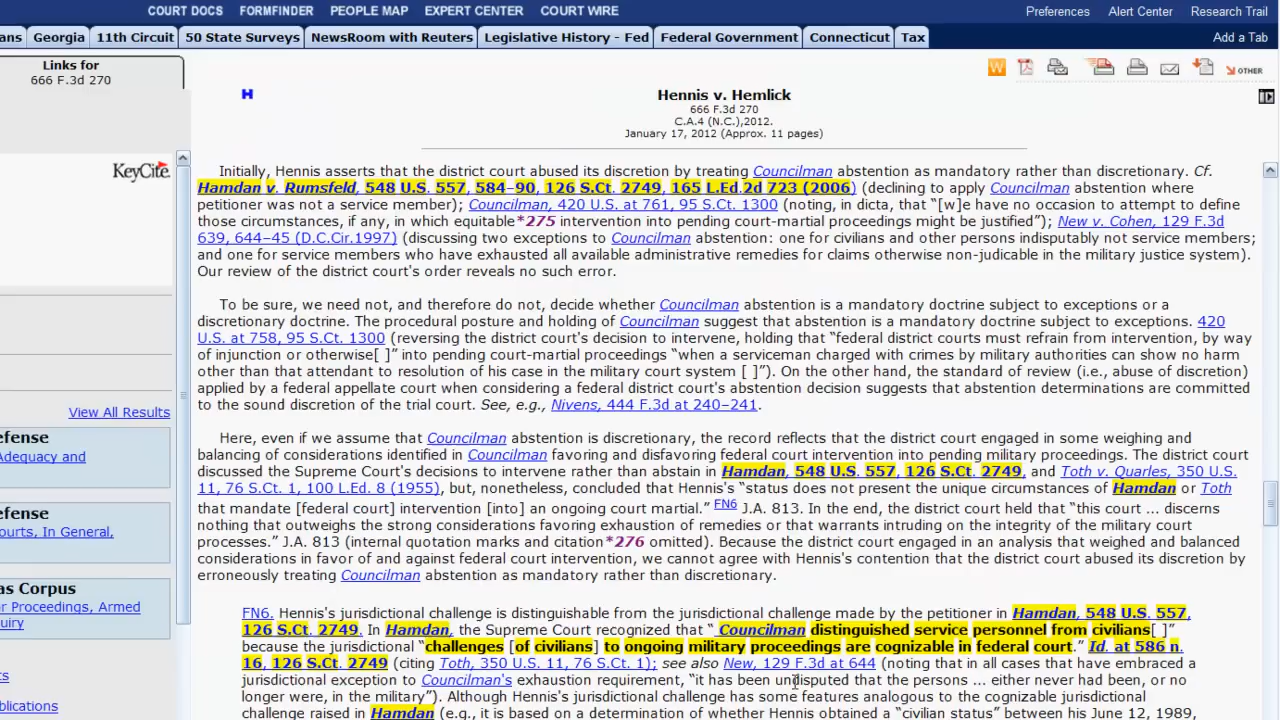 COURT DOCS FORMFINDER PEOPLE MAP EXPERT CENTER COURT WIRE Preferences Alert Center Research Trail
ans Georgia 11th Circuit 50 State Surveys NewsRoom with Reuters Legislative History - Fed Federal Government Connecticut Tax Add a Tab
Links for
666 F.3d 270
W OTHER
H
Hennis v. Hemlick
666 F.3d 270
C.A.4 (N.C.),2012.
January 17, 2012 (Approx. 11 pages)
KeyCite.
Initially, Hennis asserts that the district court abused its discretion by treating Councilman abstention as mandatory rather than discretionary. Cf.
Hamdan v. Rumsfeld, 548 U.S. 557, 584–90, 126 S.Ct. 2749, 165 L.Ed.2d 723 (2006) (declining to apply Councilman abstention where
petitioner was not a service member); Councilman, 420 U.S. at 761, 95 S.Ct. 1300 (noting, in dicta, that “[w]e have no occasion to attempt to define
those circumstances, if any, in which equitable*275 intervention into pending court-martial proceedings might be justified”); New v. Cohen, 129 F.3d
639, 644–45 (D.C.Cir.1997) (discussing two exceptions to Councilman abstention: one for civilians and other persons indisputably not service members;
and one for service members who have exhausted all available administrative remedies for claims otherwise non-judicable in the military justice system).
Our review of the district court's order reveals no such error.
To be sure, we need not, and therefore do not, decide whether Councilman abstention is a mandatory doctrine subject to exceptions or a
discretionary doctrine. The procedural posture and holding of Councilman suggest that abstention is a mandatory doctrine subject to exceptions. 420
U.S. at 758, 95 S.Ct. 1300 (reversing the district court's decision to intervene, holding that “federal district courts must refrain from intervention, by way
of injunction or otherwise[ ]” into pending court-martial proceedings “when a serviceman charged with crimes by military authorities can show no harm
other than that attendant to resolution of his case in the military court system [ ]”). On the other hand, the standard of review (i.e., abuse of discretion)
applied by a federal appellate court when considering a federal district court's abstention decision suggests that abstention determinations are committed
to the sound discretion of the trial court. See, e.g., Nivens, 444 F.3d at 240–241.
View All Results
efense
Adequacy and
efense
ourts, In General,
as Corpus
r Proceedings, Armed
uiry
s
blications
Here, even if we assume that Councilman abstention is discretionary, the record reflects that the district court engaged in some weighing and
balancing of considerations identified in Councilman favoring and disfavoring federal court intervention into pending military proceedings. The district court
discussed the Supreme Court's decisions to intervene rather than abstain in Hamdan, 548 U.S. 557, 126 S.Ct. 2749, and Toth v. Quarles, 350 U.S.
11, 76 S.Ct. 1, 100 L.Ed. 8 (1955), but, nonetheless, concluded that Hennis's “status does not present the unique circumstances of Hamdan or Toth
that mandate [federal court] intervention [into] an ongoing court martial.” FN6 J.A. 813. In the end, the district court held that “this court ... discerns
nothing that outweighs the strong considerations favoring exhaustion of remedies or that warrants intruding on the integrity of the military court
processes.” J.A. 813 (internal quotation marks and citation*276 omitted). Because the district court engaged in an analysis that weighed and balanced
considerations in favor of and against federal court intervention, we cannot agree with Hennis's contention that the district court abused its discretion by
erroneously treating Councilman abstention as mandatory rather than discretionary.
FN6. Hennis's jurisdictional challenge is distinguishable from the jurisdictional challenge made by the petitioner in Hamdan, 548 U.S. 557,
126 S.Ct. 2749. In Hamdan, the Supreme Court recognized that “ Councilman distinguished service personnel from civilians[ ]”
because the jurisdictional “challenges [of civilians] to ongoing military proceedings are cognizable in federal court.” Id. at 586 n.
16, 126 S.Ct. 2749 (citing Toth, 350 U.S. 11, 76 S.Ct. 1); see also New, 129 F.3d at 644 (noting that in all cases that have embraced a
jurisdictional exception to Councilman's exhaustion requirement, “it has been undisputed that the persons ... either never had been, or no
longer were, in the military”). Although Hennis's jurisdictional challenge has some features analogous to the cognizable jurisdictional
challenge raised in Hamdan (e.g., it is based on a determination of whether Hennis obtained a “civilian status” between his June 12, 1989,